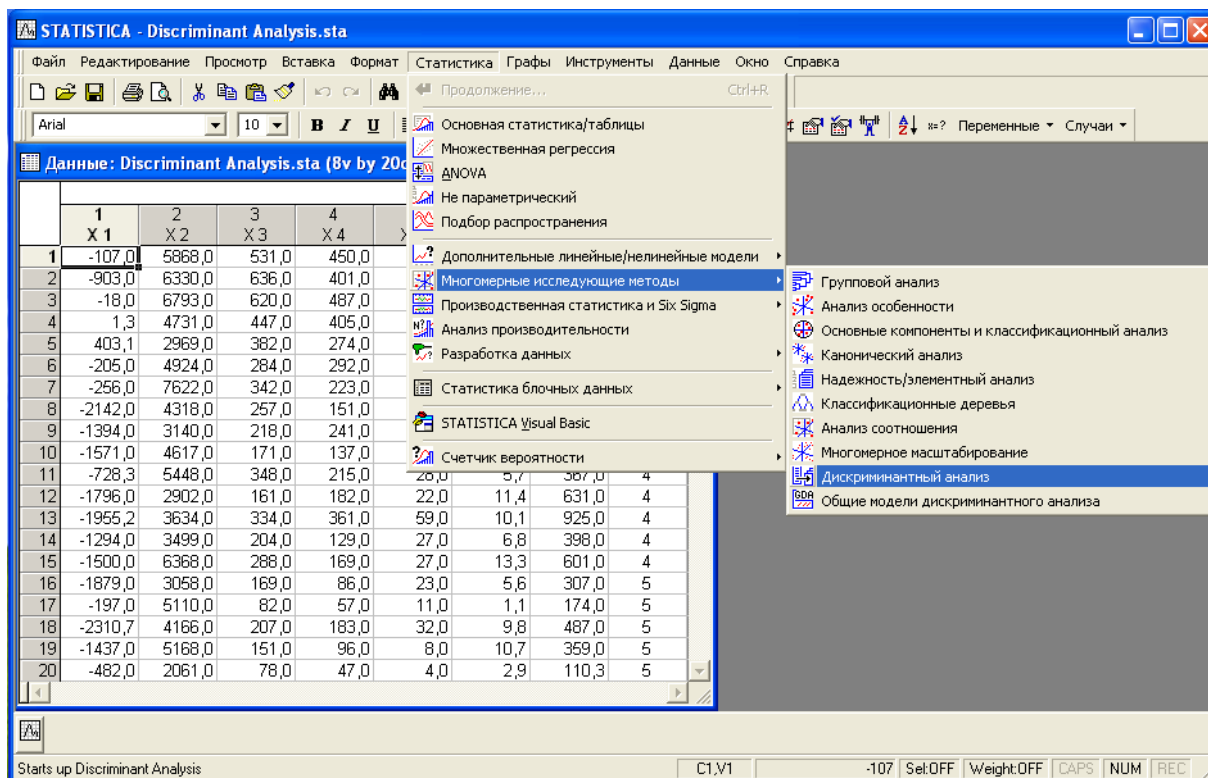 STATISTICA - Discriminant Analysis.sta
Файл Редактирование Просмотр Вставка Формат Статистика Графы Инструменты Данные Окно Справка
Arial 10 B I U x=? Переменные Случаи
Продолжение... Ctrl+R
Основная статистика/таблицы
Множественная регрессия
ANOVA
Не параметрический
Подбор распространения
Дополнительные линейные/нелинейные модели
Многомерные исследующие методы
Производственная статистика и Six Sigma
Анализ производительности
Разработка данных
Статистика блочных данных
STATISTICA Visual Basic
Счетчик вероятности
Групповой анализ
Анализ особенности
Основные компоненты и классификационный анализ
Канонический анализ
Надежность/элементный анализ
Классификационные деревья
Анализ соотношения
Многомерное масштабирование
Дискриминантный анализ
GDA Общие модели дискриминантного анализа
Данные: Discriminant Analysis.sta (8v by 20c
1 2 3 4
X 1 X 2 X 3 X 4
1 -107,0 5868,0 531,0 450,0
2 -903,0 6330,0 636,0 401,0
3 -18,0 6793,0 620,0 487,0
4 1,3 4731,0 447,0 405,0
5 403,1 2969,0 382,0 274,0
6 -205,0 4924,0 284,0 292,0
7 -256,0 7622,0 342,0 223,0
8 -2142,0 4318,0 257,0 151,0
9 -1394,0 3140,0 218,0 241,0
10 -1571,0 4617,0 171,0 137,0
11 -728,3 5448,0 348,0 215,0 28,0 5,7 387,0 4
12 -1796,0 2902,0 161,0 182,0 22,0 11,4 631,0 4
13 -1955,2 3634,0 334,0 361,0 59,0 10,1 925,0 4
14 -1294,0 3499,0 204,0 129,0 27,0 6,8 398,0 4
15 -1500,0 6368,0 288,0 169,0 27,0 13,3 601,0 4
16 -1879,0 3058,0 169,0 86,0 23,0 5,6 307,0 5
17 -197,0 5110,0 82,0 57,0 11,0 1,1 174,0 5
18 -2310,7 4166,0 207,0 183,0 32,0 9,8 487,0 5
19 -1437,0 5168,0 151,0 96,0 8,0 10,7 359,0 5
20 -482,0 2061,0 78,0 47,0 4,0 2,9 110,3 5
Starts up Discriminant Analysis C1,V1 -107 Sel:OFF Weight:OFF CAPS NUM REC